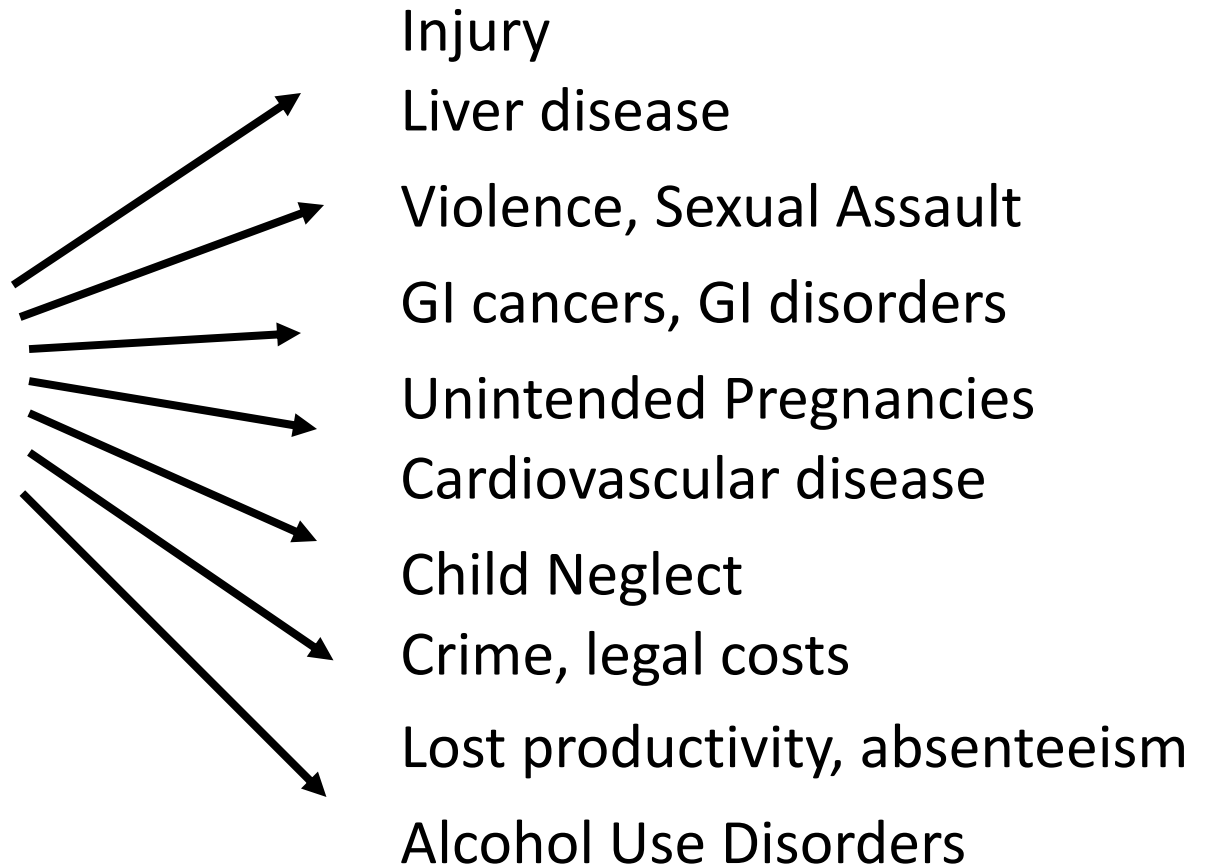 Injury
Liver disease
Violence, Sexual Assault
GI cancers, GI disorders
Unintended Pregnancies
Cardiovascular disease
Child Neglect
Crime, legal costs
Lost productivity, absenteeism
Alcohol Use Disorders